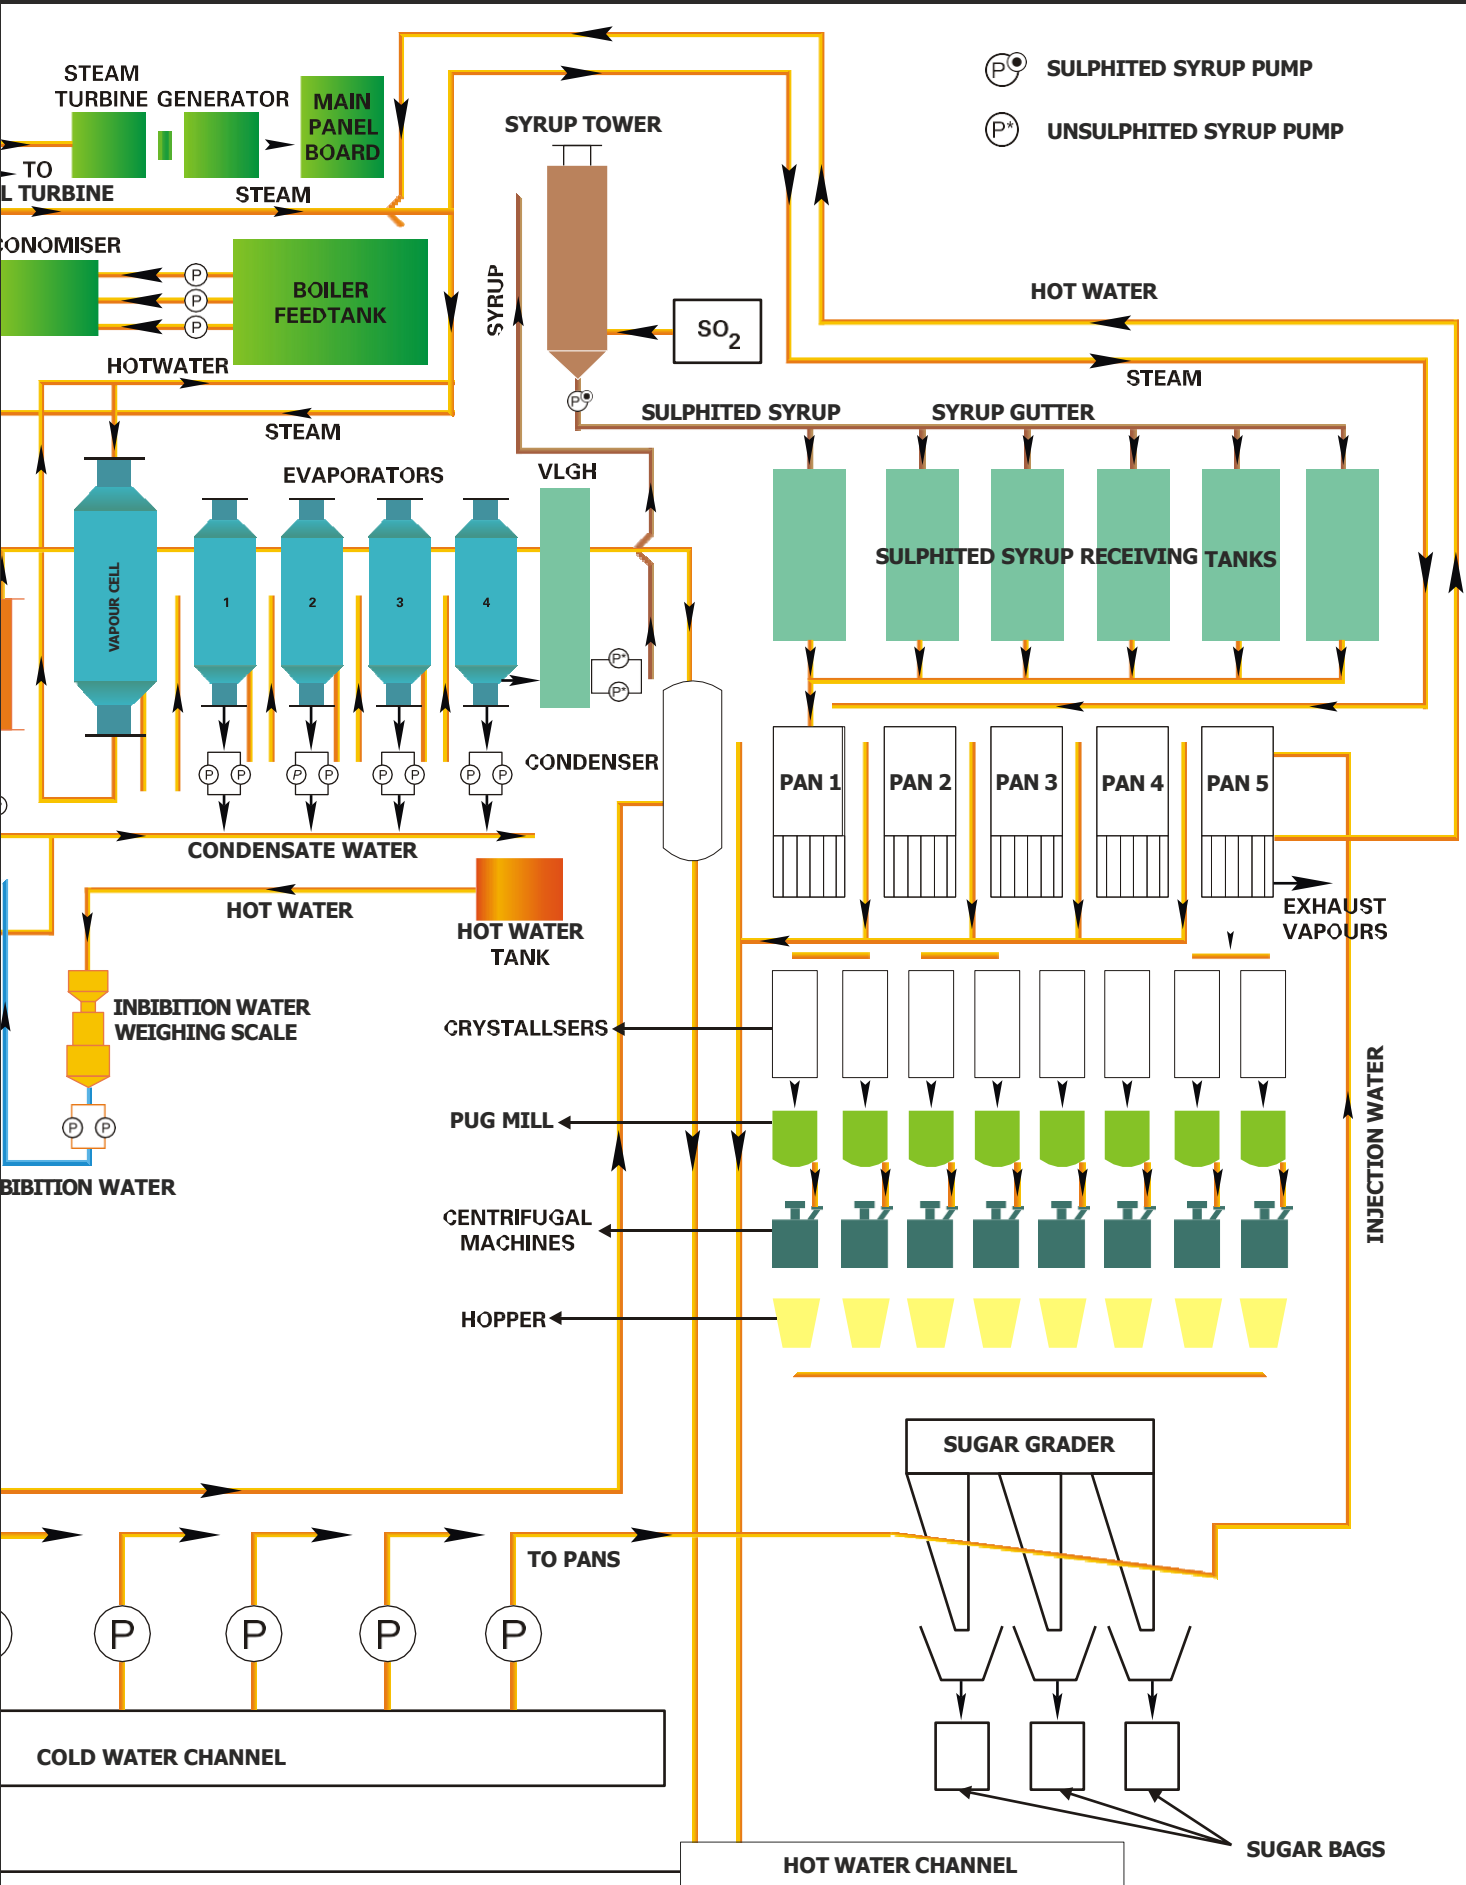 SULPHITED SYRUP PUMP
P
UNSULPHITED SYRUP PUMP
P*
STEAM
TURBINE
GENERATOR
MAIN
PANEL
BOARD
TO
L TURBINE
STEAM
SYRUP TOWER
CONOMISER
P
P
P
BOILER
FEEDTANK
SYRUP
SO2
HOT WATER
HOTWATER
STEAM
STEAM
P
SULPHITED SYRUP
SYRUP GUTTER
EVAPORATORS
VLGH
VAPOUR CELL
1
2
3
4
SULPHITED SYRUP RECEIVING TANKS
P*
P*
P
P
P
P
P
P
P
P
CONDENSER
PAN 1
PAN 2
PAN 3
PAN 4
PAN 5
CONDENSATE WATER
HOT WATER
HOT WATER
TANK
EXHAUST
VAPOURS
INBIBITION WATER
WEIGHING SCALE
CRYSTALLSERS
P
P
PUG MILL
INJECTION WATER
BIBITION WATER
CENTRIFUGAL
MACHINES
HOPPER
SUGAR GRADER
TO PANS
P
P
P
P
COLD WATER CHANNEL
SUGAR BAGS
HOT WATER CHANNEL